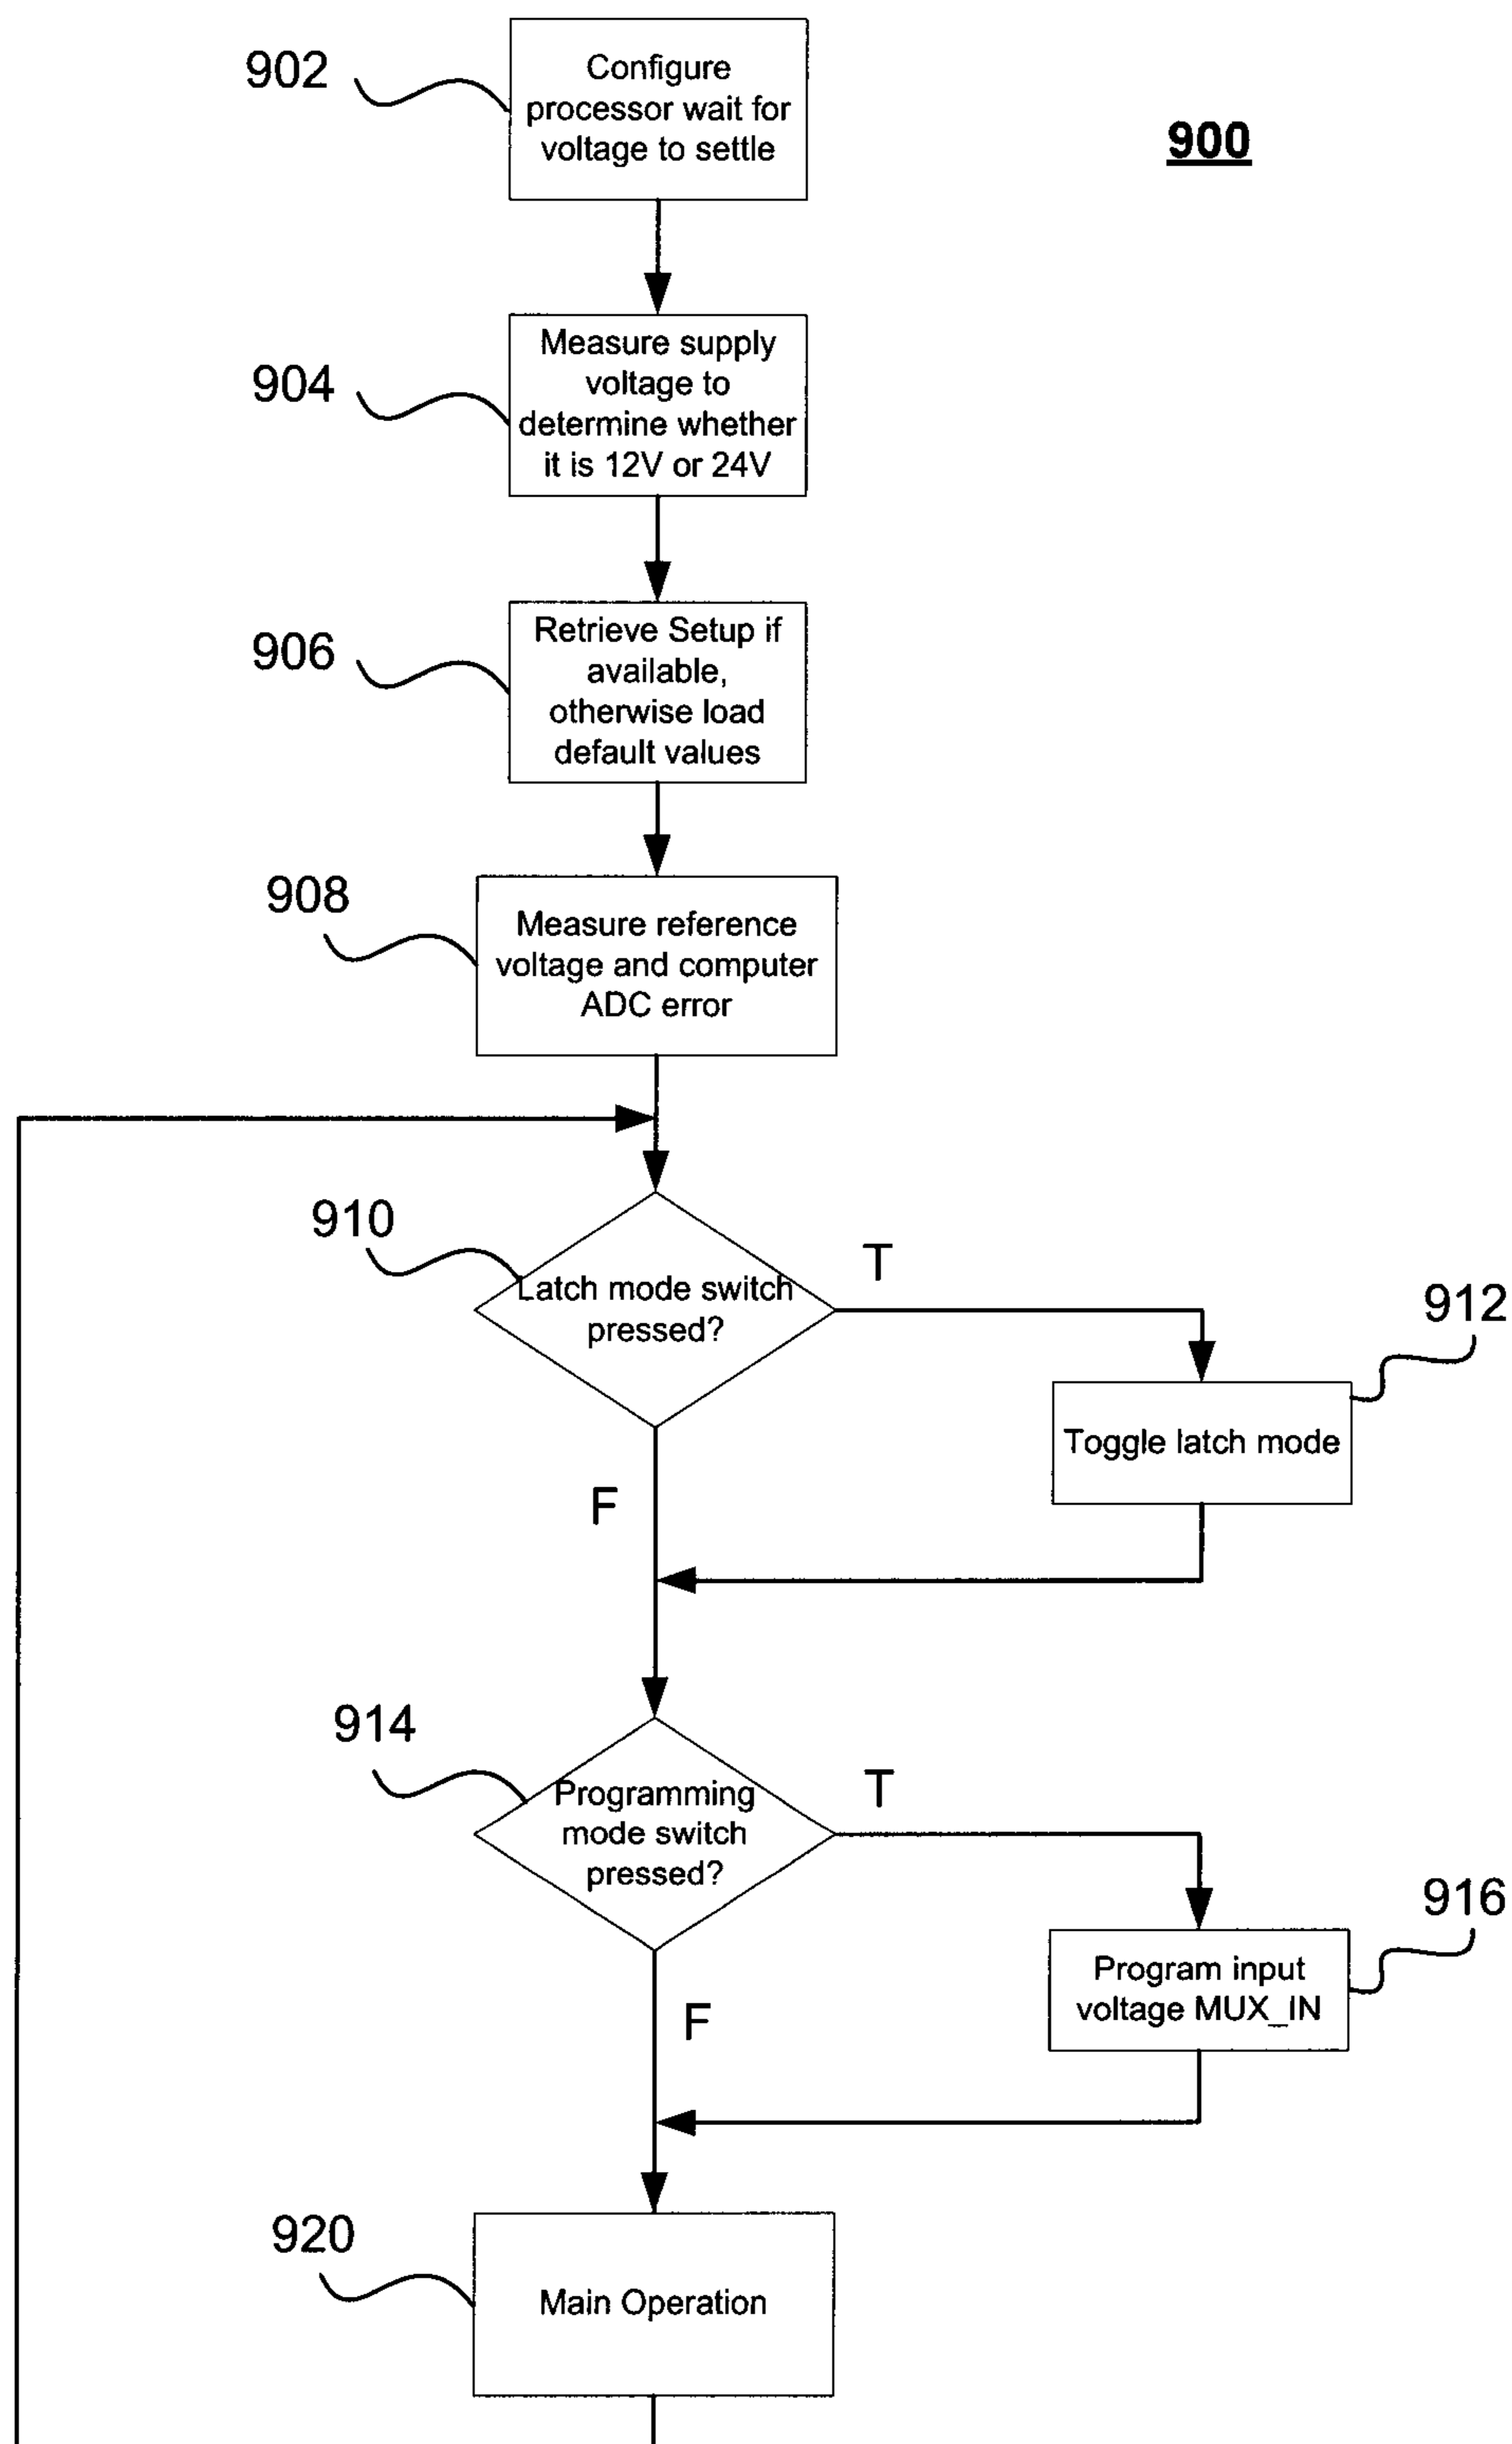 902
Configure
processor wait for
voltage to settle
900
904
Measure supply
voltage to
determine whether
it is 12V or 24V
906
Retrieve Setup if
available,
otherwise load
default values
908
Measure reference
voltage and computer
ADC error
910
Latch mode switch
pressed?
T
912
Toggle latch mode
F
914
Programming
mode switch
pressed?
T
916
Program input
voltage MUX_IN
F
920
Main Operation